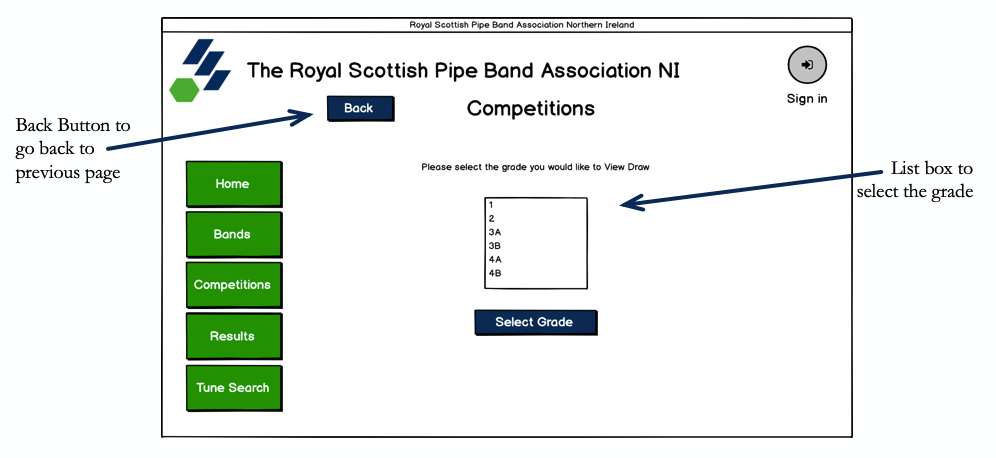 Royal Scottish Pipe Band Association Northern Ireland
The Royal Scottish Pipe Band Association NI
Sign in
Back
Competitions
Back Button to
go back to
previous page
Please select the grade you would like to View Draw
List box to
select the grade
Home
Bands
Competitions
Results
Tune Search
1
2
3A
3B
4A
4B
Select Grade